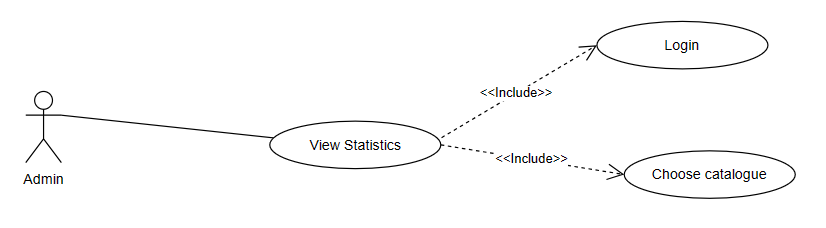 Login
<<Include>>
View Statistics
<<Include>>
Choose catalogue
Admin